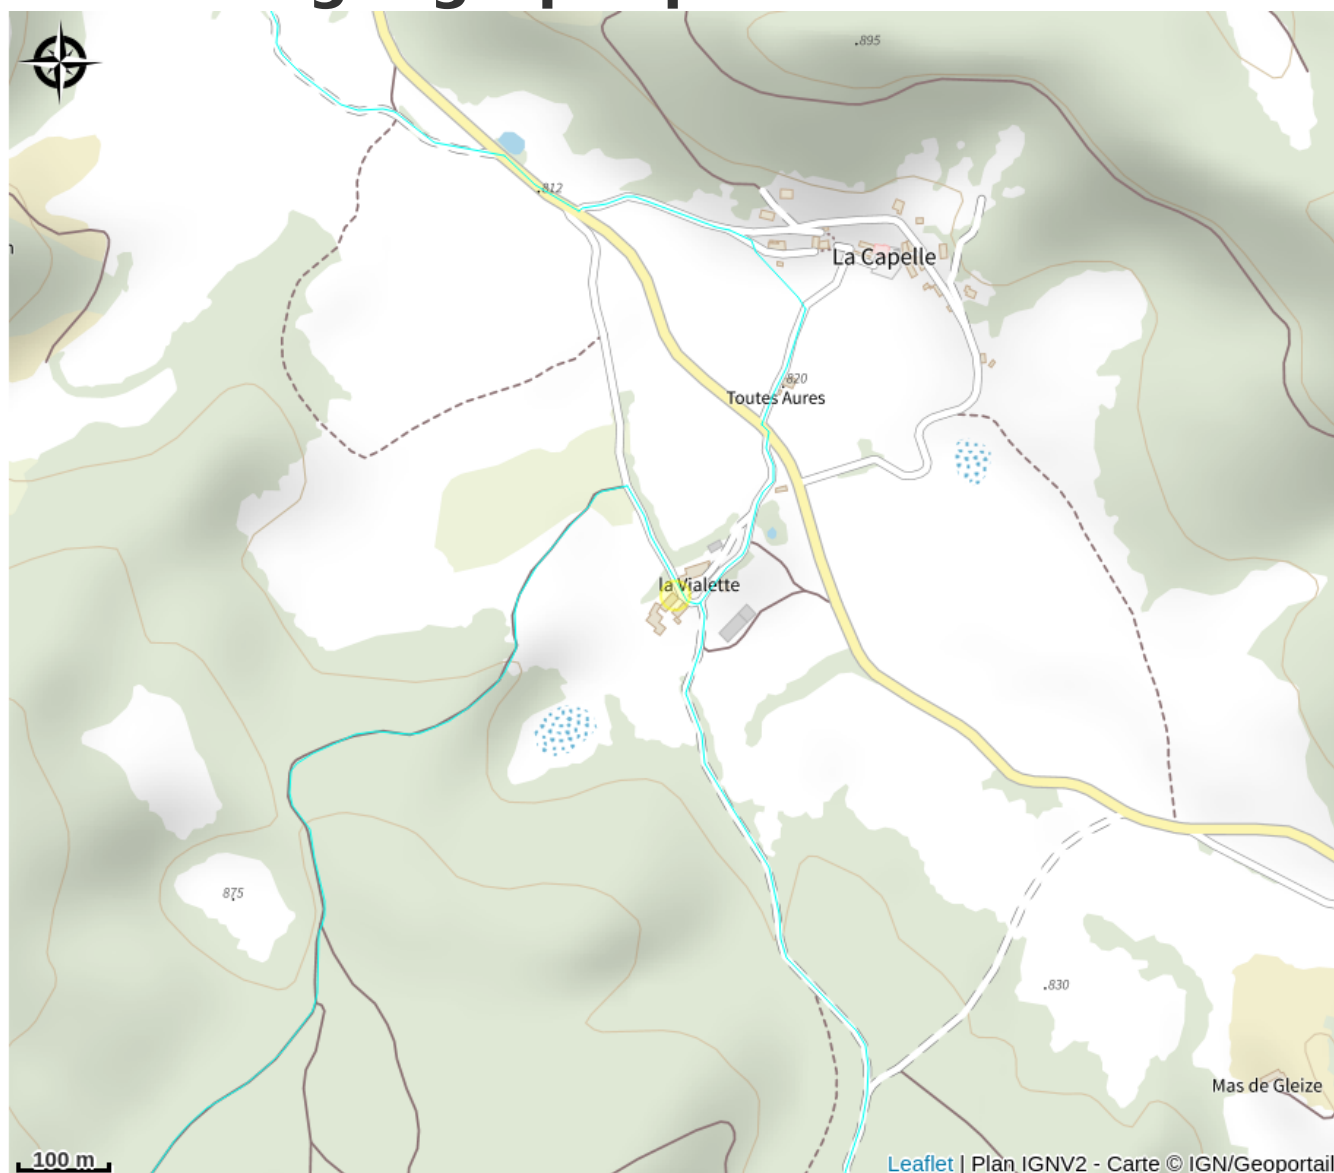 895
812
La Capelle
820
Toutes Aures
la Vialette
875
830
Mas de Gleize
100 m
Leaflet | Plan IGNV2 - Carte © IGN/Geoportail